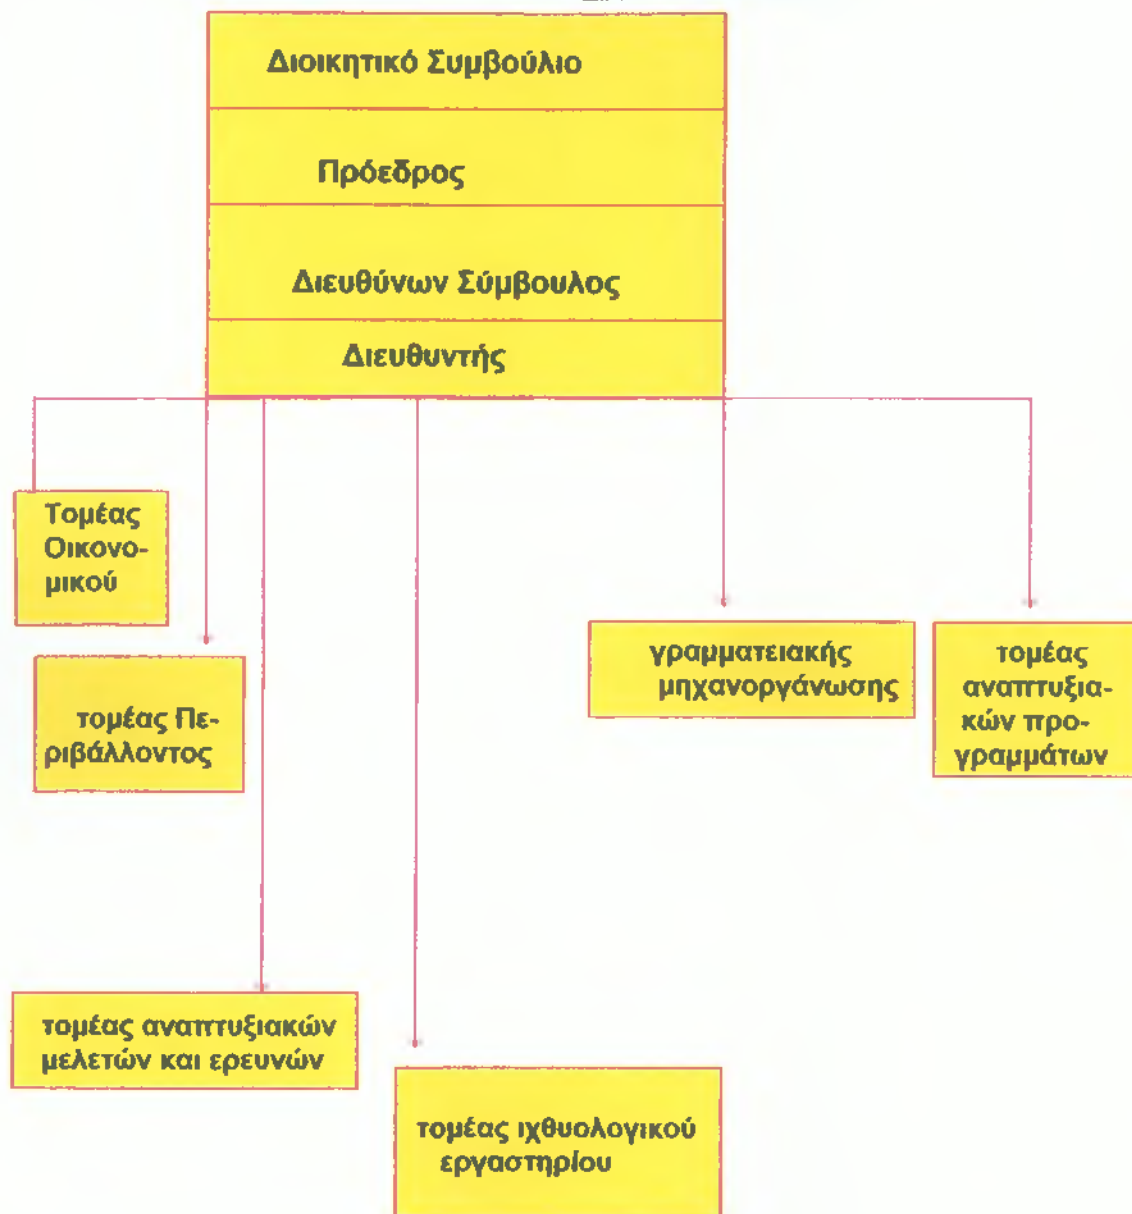 Διοικητικό Συμβούλιο
Πρόεδρος
Διευθύνων Σύμβουλος
Διευθυντής
Τομέας
Οικονο-
μικού
τομέας Πε-
ριβάλλοντος
γραμματειακής
μηχανοργάνωσης
τομέας
αναπτυξια-
κών προ-
γραμμάτων
τομέας αναπτυξιακών
μελετών και ερευνών
τομέας ιχθυολογικού
εργαστηρίου